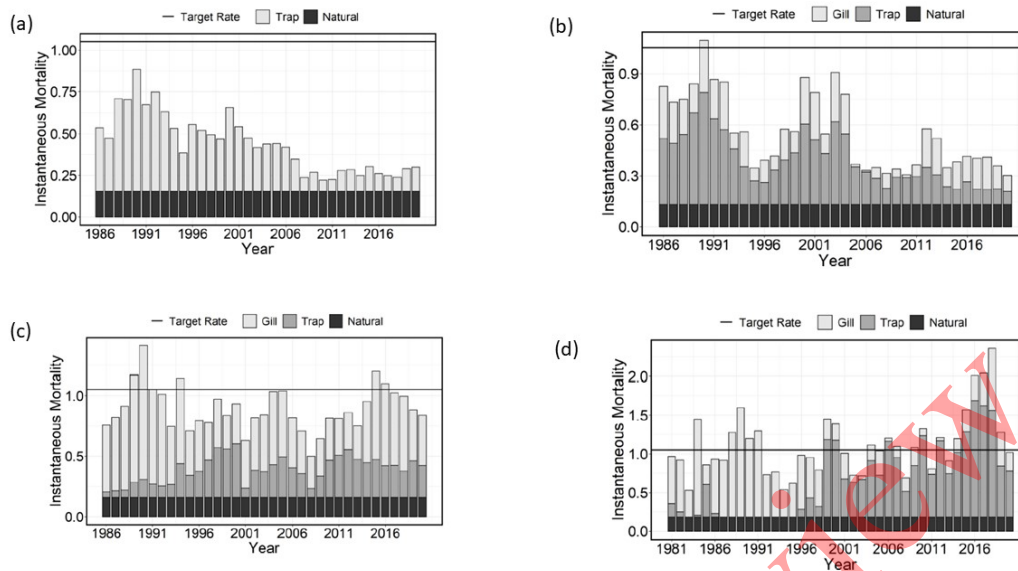 (a)
Target Rate Trap Natural
Instantaneous Mortality
1.00
0.75
0.50
0.25
0.00
1986 1991 1996 2001 2006 2011 2016
Year
(b)
Target Rate Gill Trap Natural
Instantaneous Mortality
0.9
0.6
0.3
0.0
1986 1991 1996 2001 2006 2011 2016
Year
(c)
Target Rate Gill Trap Natural
Instantaneous Mortality
1.0
0.5
0.0
1986 1991 1996 2001 2006 2011 2016
Year
(d)
Target Rate Gill Trap Natural
Instantaneous Mortality
2.0
1.5
1.0
0.5
0.0
1981 1986 1991 1996 2001 2006 2011 2016
Year
iew